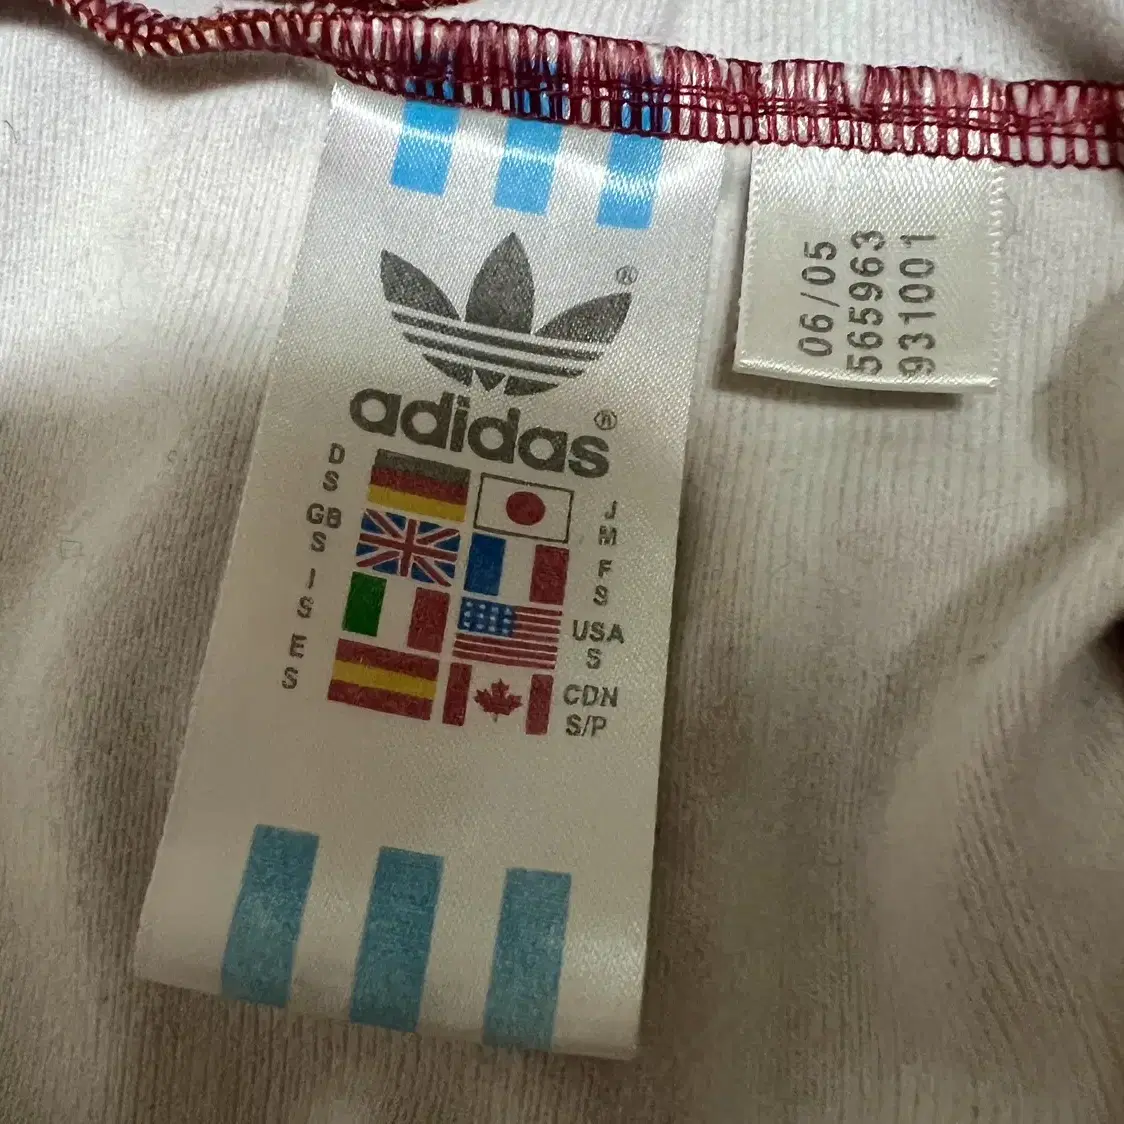 ®
adidas®
D
S
J
M
GB
S
F
S
I
S
USA
S
E
S
CDN
S/P
06/05
565963
931001